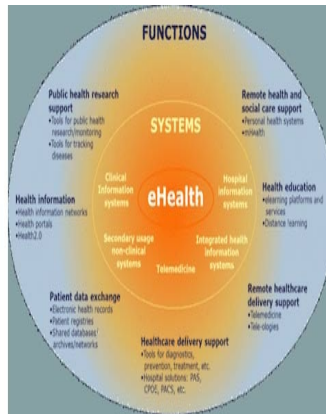 FUNCTIONS
Public health research
support
•Tools for public health
research/monitoring
•Tools for tracking
diseases
Remote health and
social care support
•Personal health systems
•mHealth
SYSTEMS
Clinical
Information
systems
Hospital
information
systems
eHealth
Health information
•Health information networks
•Health portals
•Health2.0
Health education
•elearning platforms and
services
•Distance learning
Secondary usage
non-clinical
systems
Integrated health
information
systems
Telemedicine
Patient data exchange
•Electronic health records
•Patient registries
•Shared databases/
archives/networks
Remote healthcare
delivery support
•Telemedicine
•Tele-ologies
Healthcare delivery support
•Tools for diagnostics,
prevention, treatment, etc.
•Hospital solutions: PAS,
CPOE, PACS, etc.